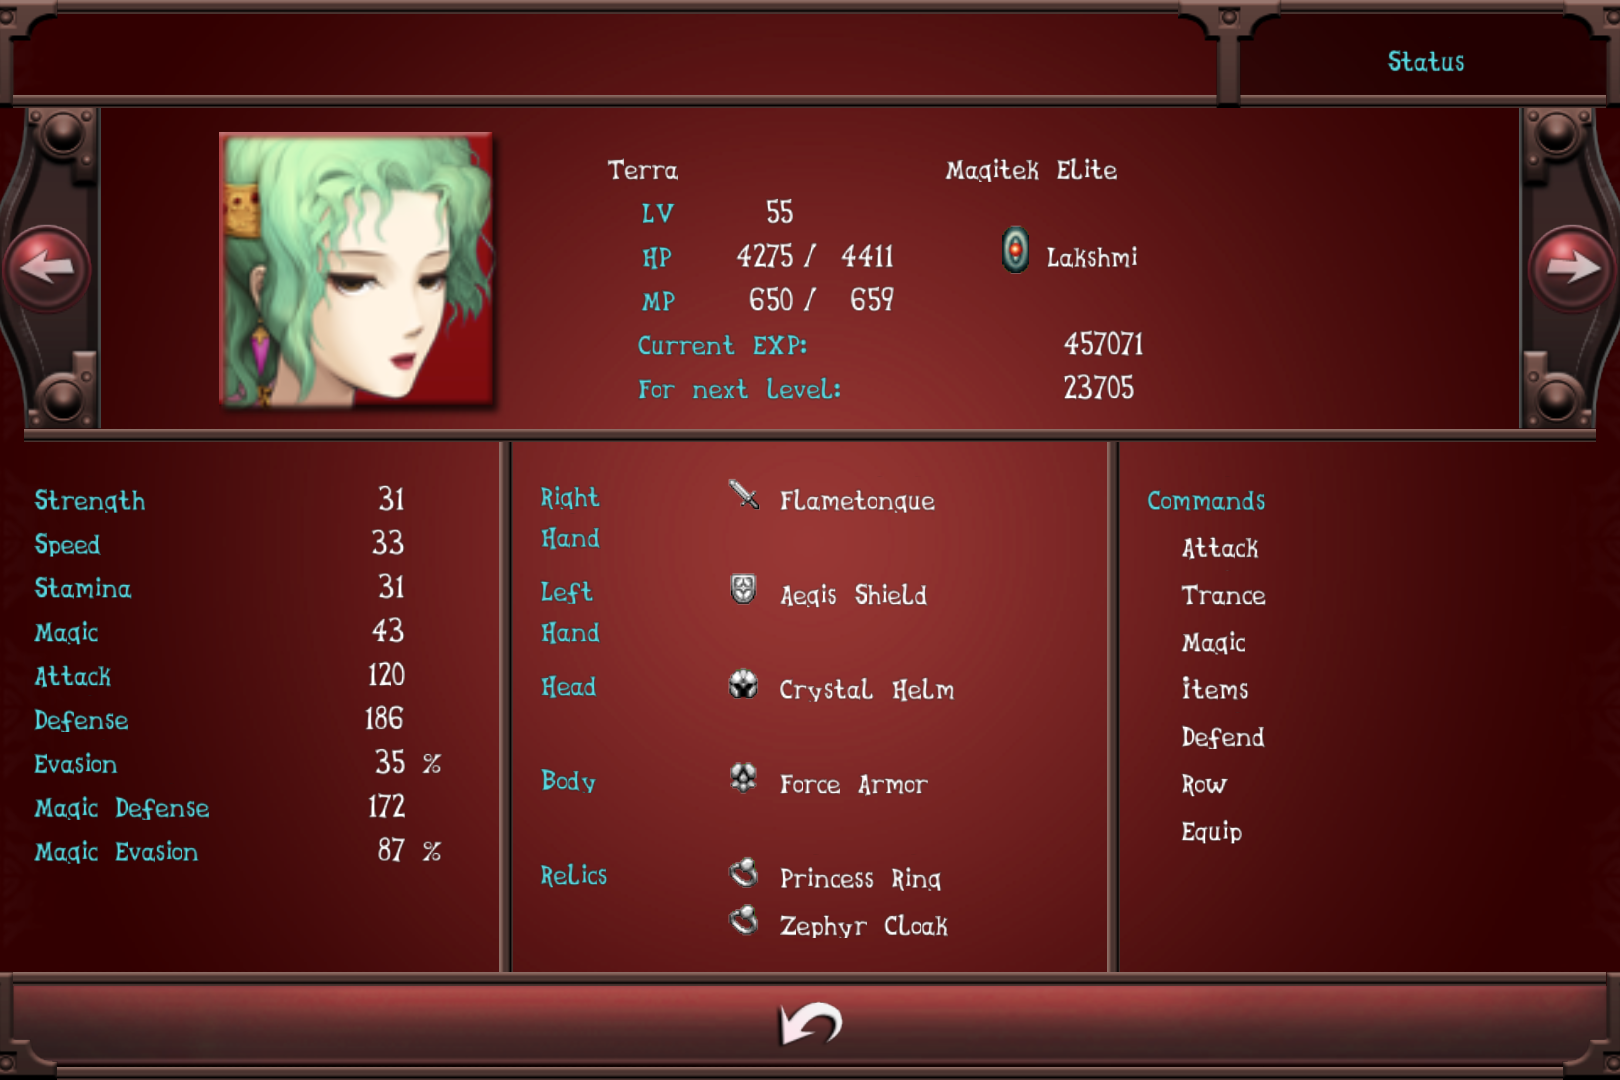 Status
Terra Magitek Elite
LV 55
HP 4275 / 4411 Lakshmi
MP 650 / 659
Current EXP: 457071
For next level: 23705
Strength 31
Speed 33
Stamina 31
Magic 43
Attack 120
Defense 186
Evasion 35 %
Magic Defense 172
Magic Evasion 87 %
Right Hand Flametongue
Left Hand Aegis Shield
Head Crystal Helm
Body Force Armor
Relics Princess Ring
Zephyr Cloak
Commands
Attack
Trance
Magic
Items
Defend
Row
Equip